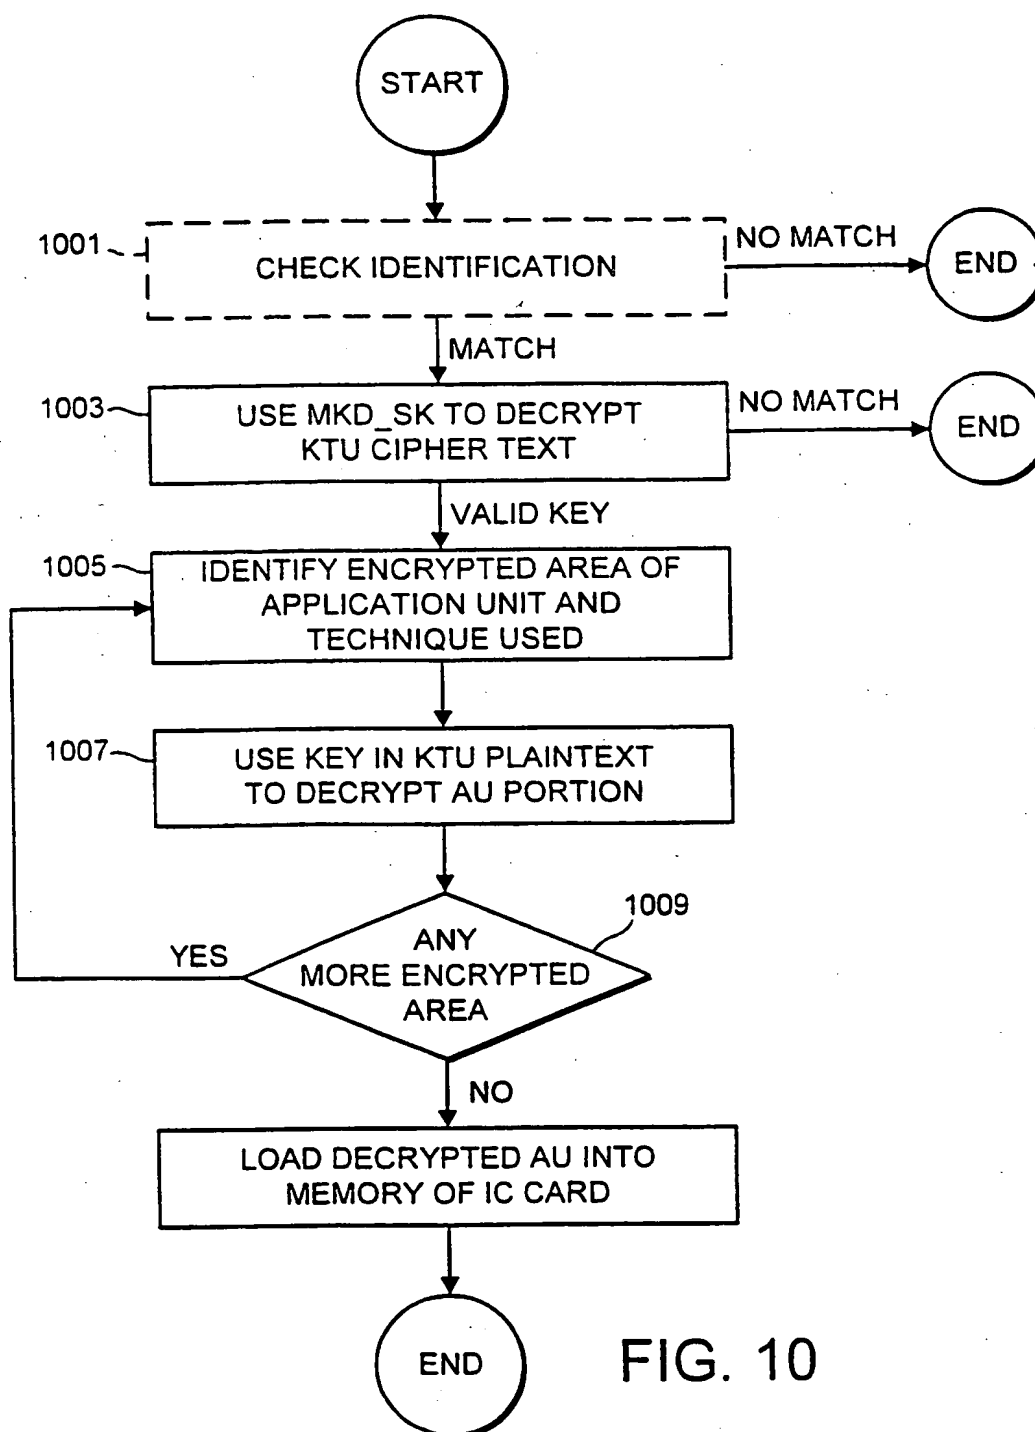 START
1001
CHECK IDENTIFICATION
NO MATCH
END
MATCH
1003
USE MKD_SK TO DECRYPT
KTU CIPHER TEXT
NO MATCH
END
VALID KEY
1005
IDENTIFY ENCRYPTED AREA OF
APPLICATION UNIT AND
TECHNIQUE USED
1007
USE KEY IN KTU PLAINTEXT
TO DECRYPT AU PORTION
1009
ANY
MORE ENCRYPTED
AREA
YES
NO
LOAD DECRYPTED AU INTO
MEMORY OF IC CARD
END
FIG. 10